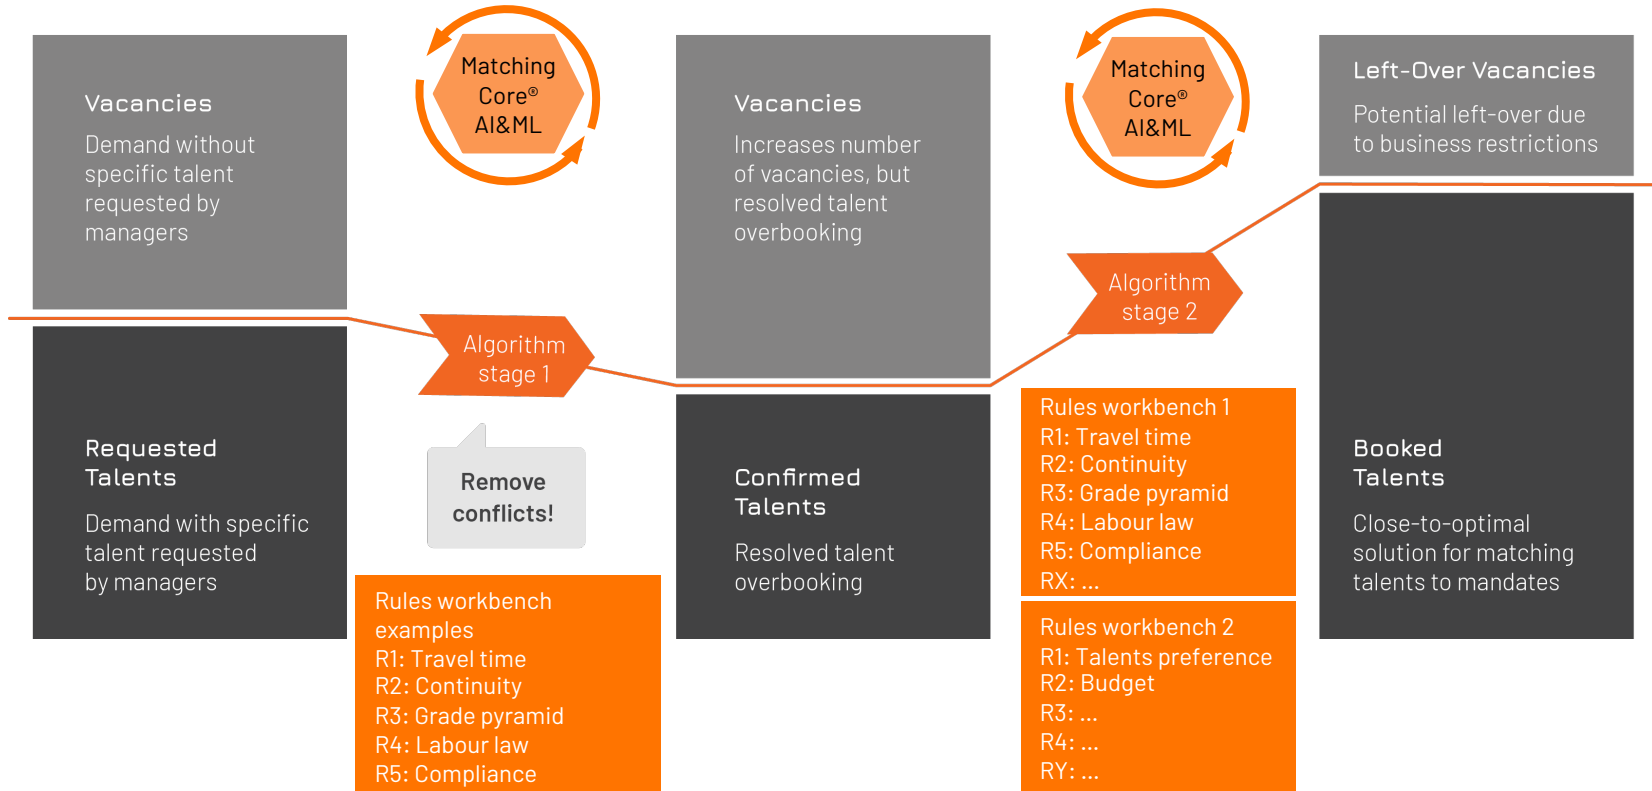 Vacancies
Demand without
specific talent
requested by
managers
Requested
Talents
Demand with specific
talent requested
by managers
Matching
Core®
AI&ML
Algorithm
stage 1
Remove
conflicts!
Rules workbench
examples
R1: Travel time
R2: Continuity
R3: Grade pyramid
R4: Labour law
R5: Compliance
Vacancies
Increases number
of vacancies, but
resolved talent
overbooking
Confirmed
Talents
Resolved talent
overbooking
Matching
Core®
AI&ML
Algorithm
stage 2
Rules workbench 1
R1: Travel time
R2: Continuity
R3: Grade pyramid
R4: Labour law
R5: Compliance
RX: ...
Rules workbench 2
R1: Talents preference
R2: Budget
R3: ...
R4: ...
RY: ...
Left-Over Vacancies
Potential left-over due
to business restrictions
Booked
Talents
Close-to-optimal
solution for matching
talents to mandates